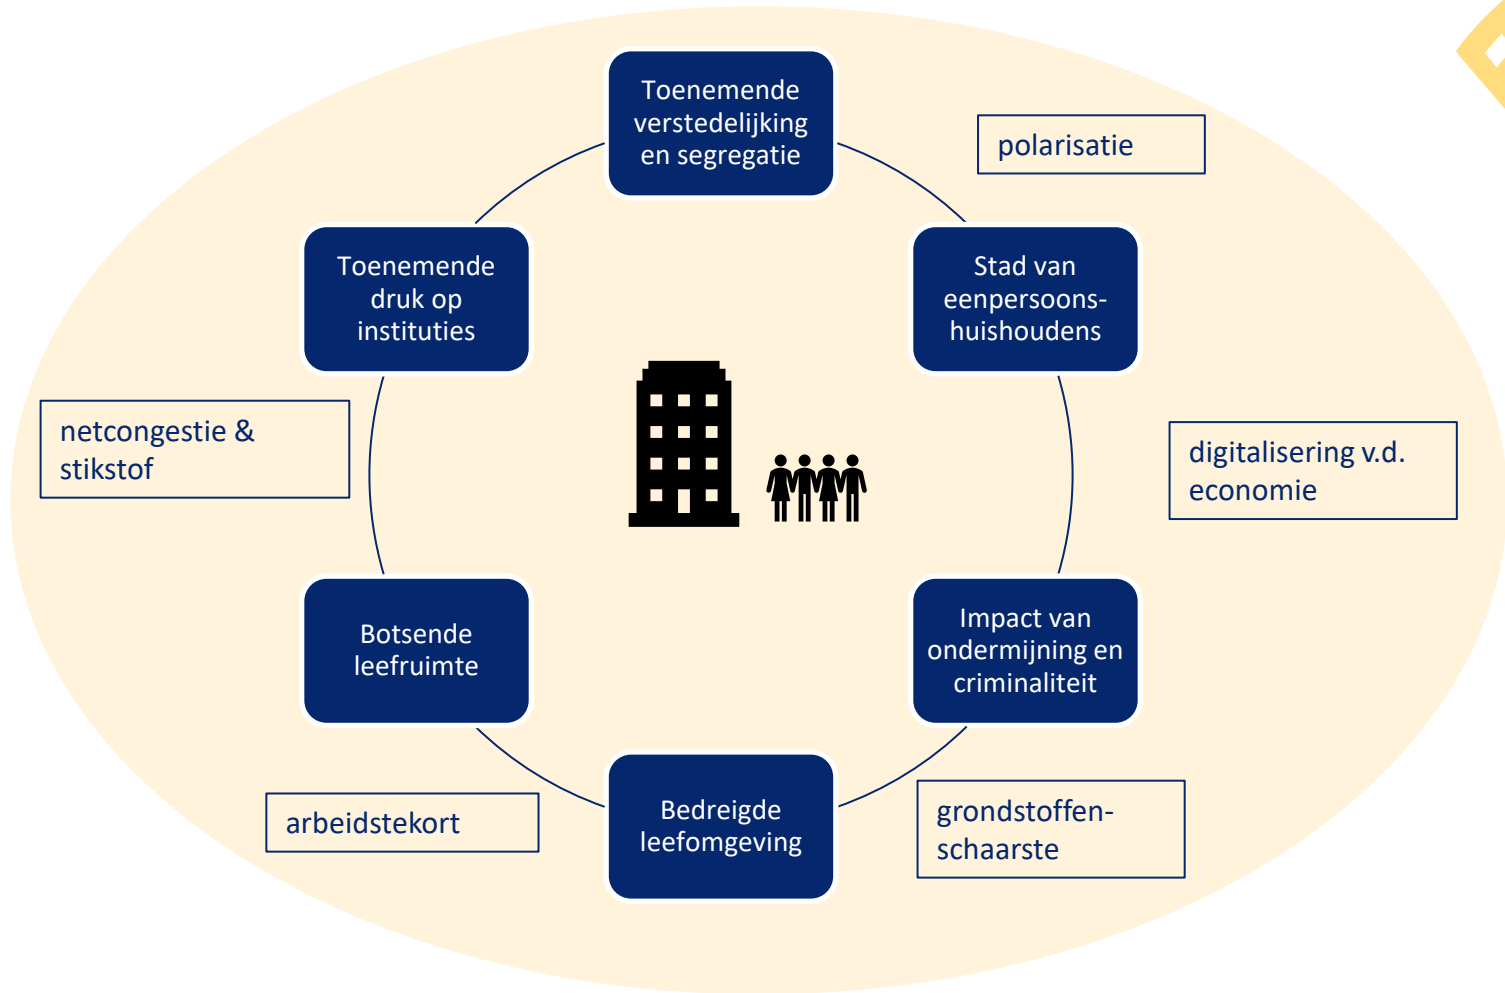 Toenemende
verstedelijking
en segregatie
polarisatie
Stad van
eenpersoons-
huishoudens
digitalisering v.d.
economie
Impact van
ondermijning en
criminaliteit
grondstoffen-
schaarste
Bedreigde
leefomgeving
arbeidstekort
Botsende
leefruimte
netcongestie &
stikstof
Toenemende
druk op
instituties